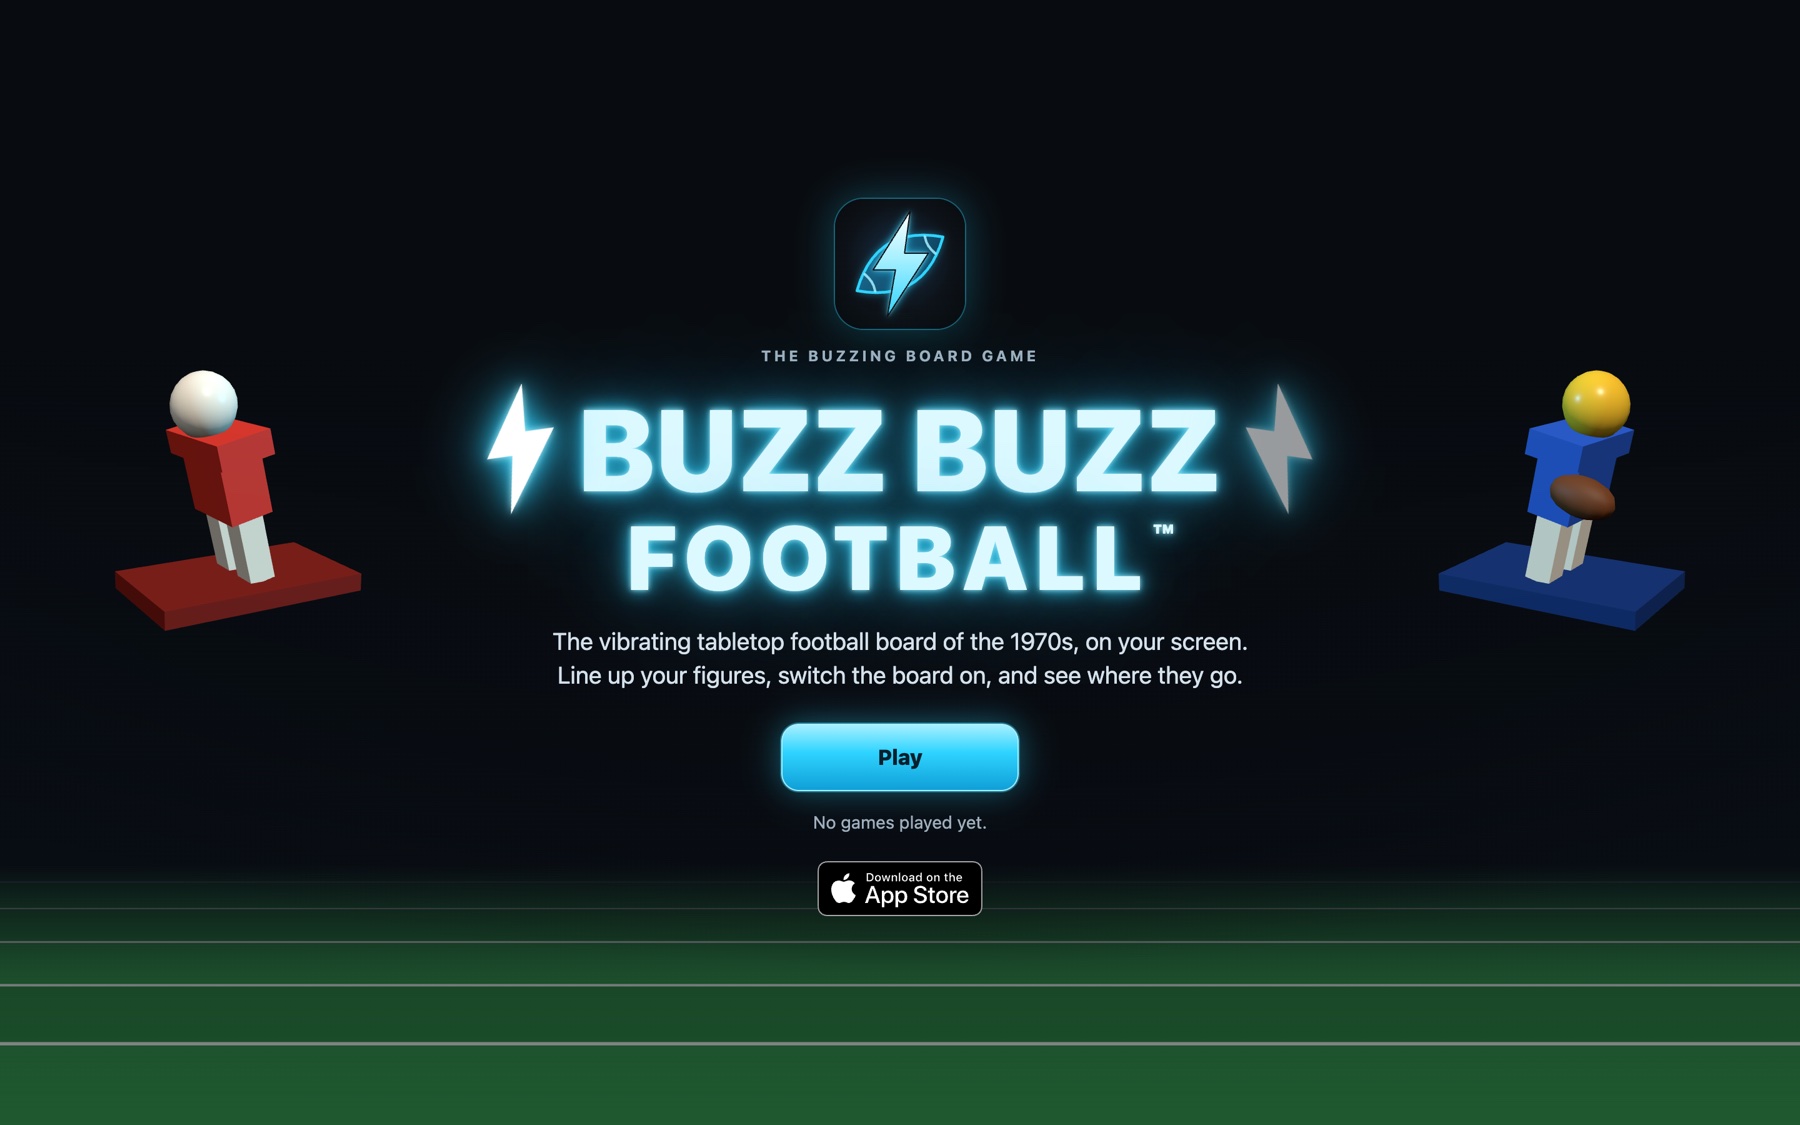 THE BUZZING BOARD GAME
BUZZ BUZZ
FOOTBALL™
The vibrating tabletop football board of the 1970s, on your screen.
Line up your figures, switch the board on, and see where they go.
Play
No games played yet.
Download on the
App Store